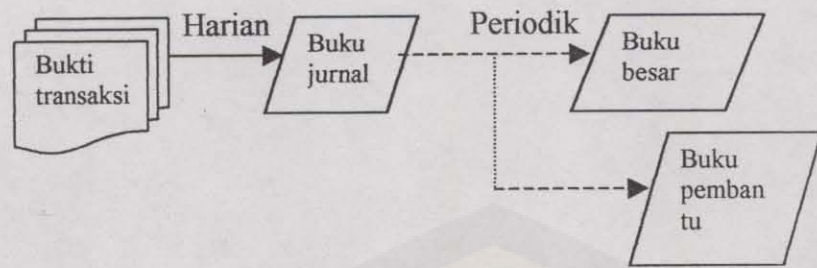 Harian
Periodik
Bukti
transaksi
Buku
jurnal
Buku
besar
Buku
pemban
tu